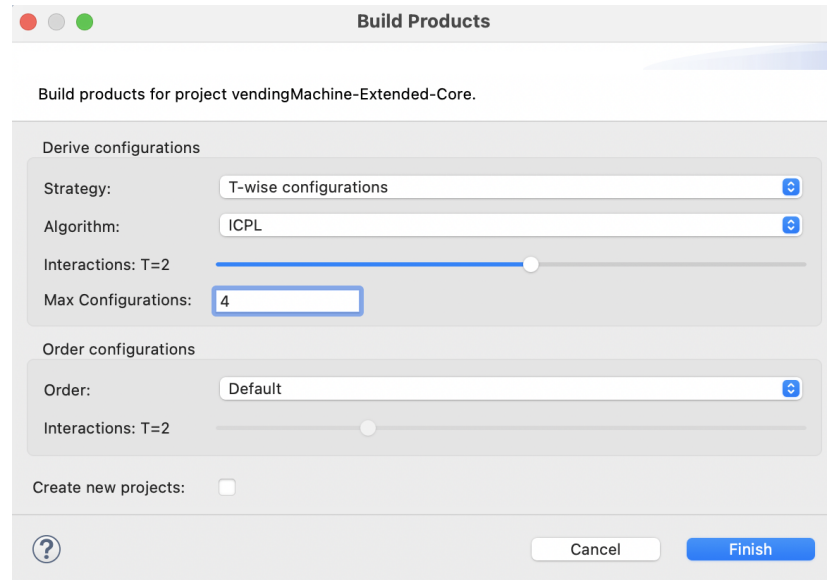 Build Products
Build products for project vendingMachine-Extended-Core.
Derive configurations
Strategy: T-wise configurations
Algorithm: ICPL
Interactions: T=2
Max Configurations: 4
Order configurations
Order: Default
Interactions: T=2
Create new projects:
?
Cancel Finish